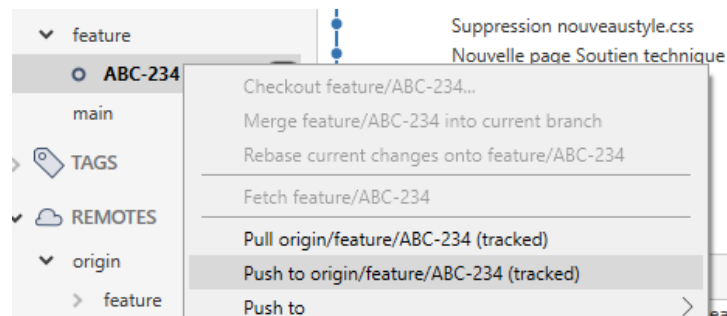 feature
Suppression nouveaustyle.css
Nouvelle page Soutien technique
ABC-234
Checkout feature/ABC-234...
main
Merge feature/ABC-234 into current branch
Rebase current changes onto feature/ABC-234
TAGS
Fetch feature/ABC-234
REMOTES
Pull origin/feature/ABC-234 (tracked)
origin
Push to origin/feature/ABC-234 (tracked)
feature
Push to